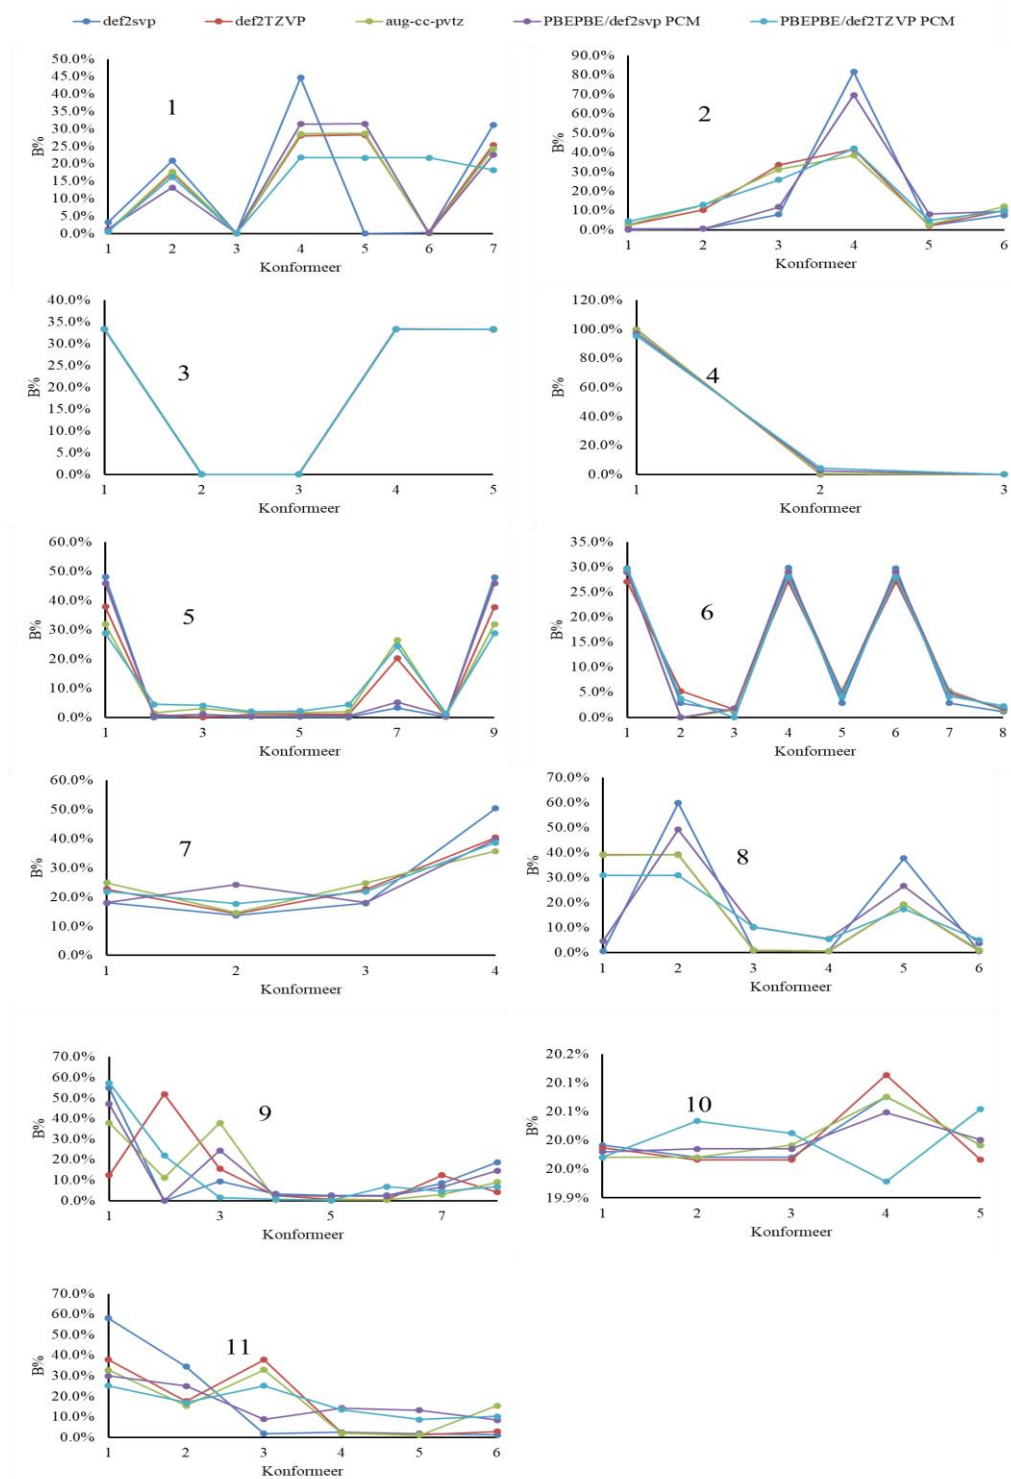 def2svp def2TZVP aug-cc-pvtz PBEPBE/def2svp PCM PBEPBE/def2TZVP PCM
50.0%
45.0%
40.0%
35.0%
30.0%
25.0%
20.0%
15.0%
10.0%
5.0%
0.0%
B%
1
1 2 3 4 5 6 7
Konformeer
90.0%
80.0%
70.0%
60.0%
50.0%
40.0%
30.0%
20.0%
10.0%
0.0%
B%
2
1 2 3 4 5 6
Konformeer
40.0%
35.0%
30.0%
25.0%
20.0%
15.0%
10.0%
5.0%
0.0%
B%
3
1 2 3 4 5
Konformeer
120.0%
100.0%
80.0%
60.0%
40.0%
20.0%
0.0%
B%
4
1 2 3
Konformeer
60.0%
50.0%
40.0%
30.0%
20.0%
10.0%
0.0%
B%
5
1 3 5 7 9
Konformeer
35.0%
30.0%
25.0%
20.0%
15.0%
10.0%
5.0%
0.0%
B%
6
1 2 3 4 5 6 7 8
Konformeer
60.0%
50.0%
40.0%
30.0%
20.0%
10.0%
0.0%
B%
7
1 2 3 4
Konformeer
70.0%
60.0%
50.0%
40.0%
30.0%
20.0%
10.0%
0.0%
B%
8
1 2 3 4 5 6
Konformeer
70.0%
60.0%
50.0%
40.0%
30.0%
20.0%
10.0%
0.0%
B%
9
1 3 5 7
Konformeer
20.2%
20.1%
20.1%
20.0%
20.0%
19.9%
B%
10
1 2 3 4 5
Konformeer
70.0%
60.0%
50.0%
40.0%
30.0%
20.0%
10.0%
0.0%
B%
11
1 2 3 4 5 6
Konformeer